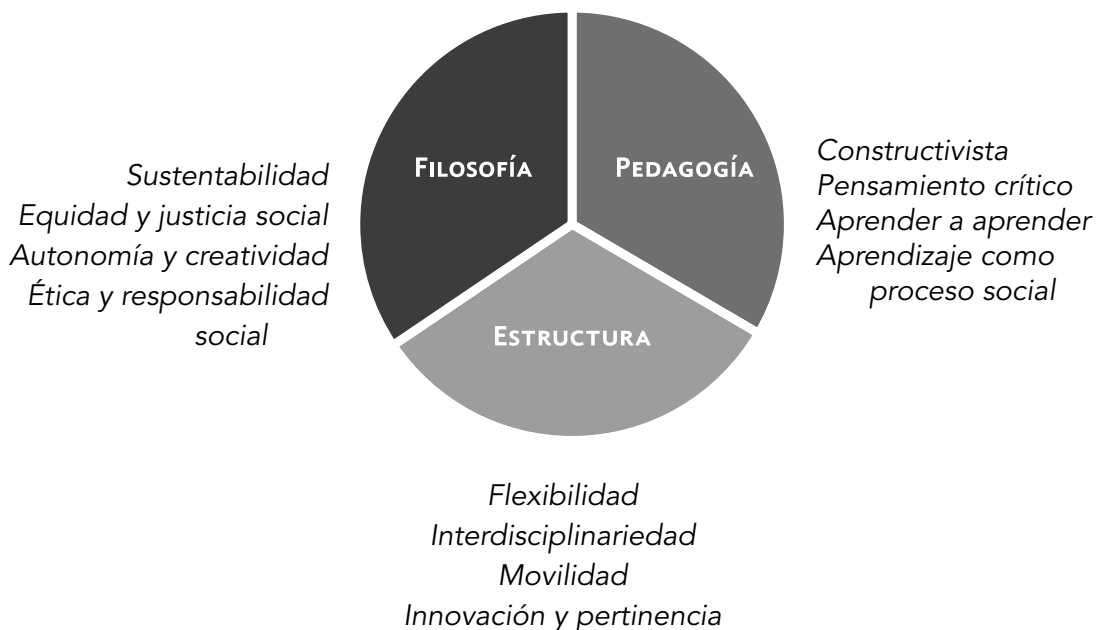 FILOSOFÍA
PEDAGOGÍA
ESTRUCTURA
Sustentabilidad
Equidad y justicia social
Autonomía y creatividad
Ética y responsabilidad
social
Constructivista
Pensamiento crítico
Aprender a aprender
Aprendizaje como
proceso social
Flexibilidad
Interdisciplinariedad
Movilidad
Innovación y pertinencia